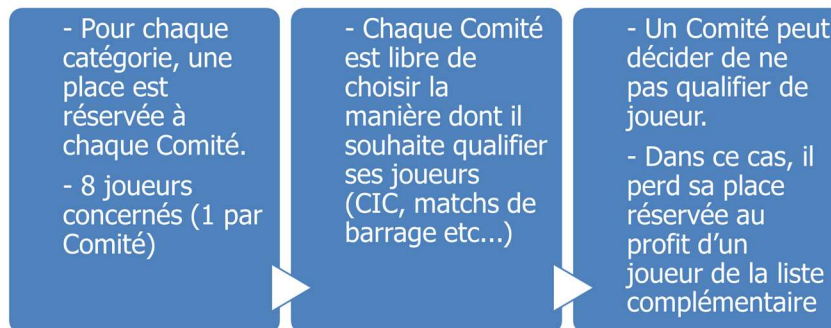 - Pour chaque
catégorie, une
place est
réservée à
chaque Comité.
- 8 joueurs
concernés (1 par
Comité)
- Chaque Comité
est libre de
choisir la
manière dont il
souhaite qualifier
ses joueurs
(CIC, matchs de
barrage etc...)
- Un Comité peut
décider de ne
pas qualifier de
joueur.
- Dans ce cas, il
perd sa place
réservée au
profit d’un
joueur de la liste
complémentaire